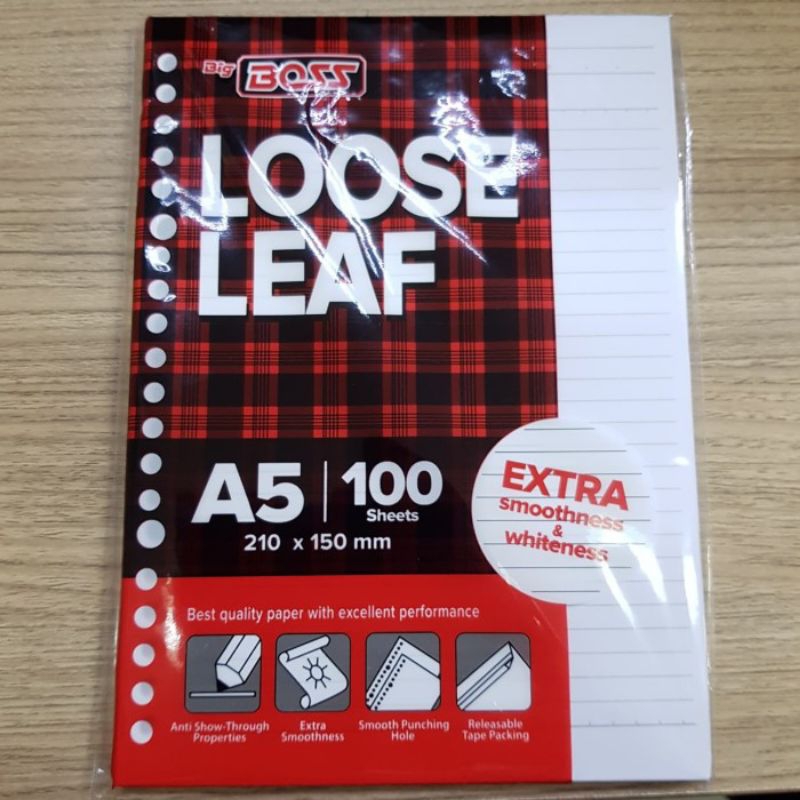 Big BOSS
LOOSE
LEAF
A5 | 100
Sheets
210 x 150 mm
EXTRA
smoothness
&
whiteness
Best quality paper with excellent performance
Anti Show-Through
Properties
Extra
Smoothness
Smooth Punching
Hole
Releasable
Tape Packing